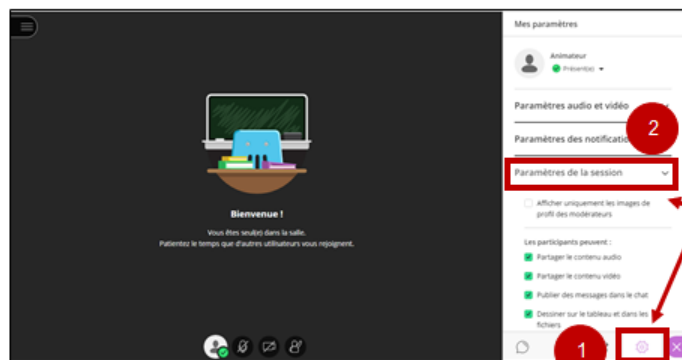 Mes paramètres
Animateur
Présent(e)
Paramètres audio et vidéo
2
Paramètres des notifications
Paramètres de la session
Afficher uniquement les images de
profil des modérateurs
Bienvenue !
Vous êtes seul(e) dans la salle.
Patientez le temps que d'autres utilisateurs vous rejoignent.
Les participants peuvent :
Partager le contenu audio
Partager le contenu vidéo
Publier des messages dans le chat
Dessiner sur le tableau et dans les
fichiers
1